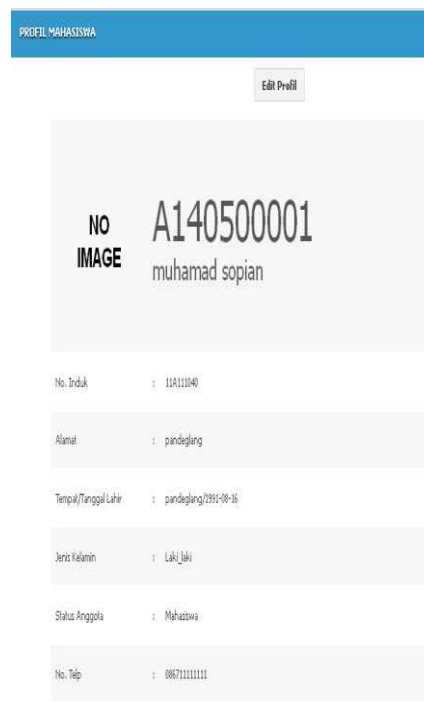 PROFIL MAHASISWA
Edit Profil
NO
IMAGE
A140500001
muhamad sopian
No. Induk : 11A111040
Alamat : pandeglang
Tempat/Tanggal Lahir : pandeglang/1991-08-16
Jenis Kelamin : Laki_laki
Status Anggota : Mahasiswa
No. Telp : 086711111111